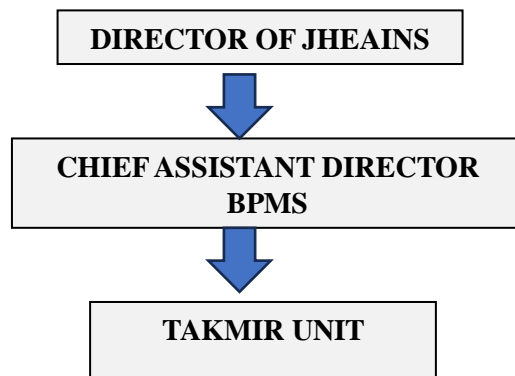 DIRECTOR OF JHEAINS
CHIEF ASSISTANT DIRECTOR
BPMS
TAKMIR UNIT